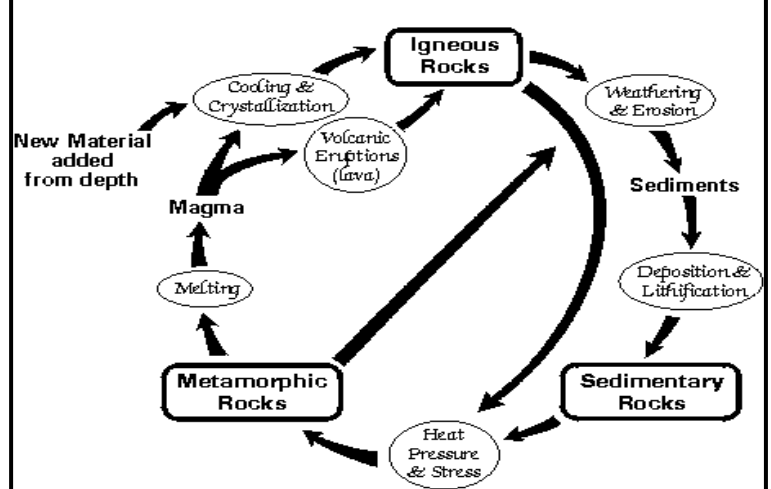 Igneous
Rocks
Cooling &
Crystallization
Weathering
& Erosion
New Material
added
from depth
Volcanic
Eruptions
(lava)
Sediments
Magma
Melting
Deposition &
Lithification
Metamorphic
Rocks
Sedimentary
Rocks
Heat
Pressure
& Stress